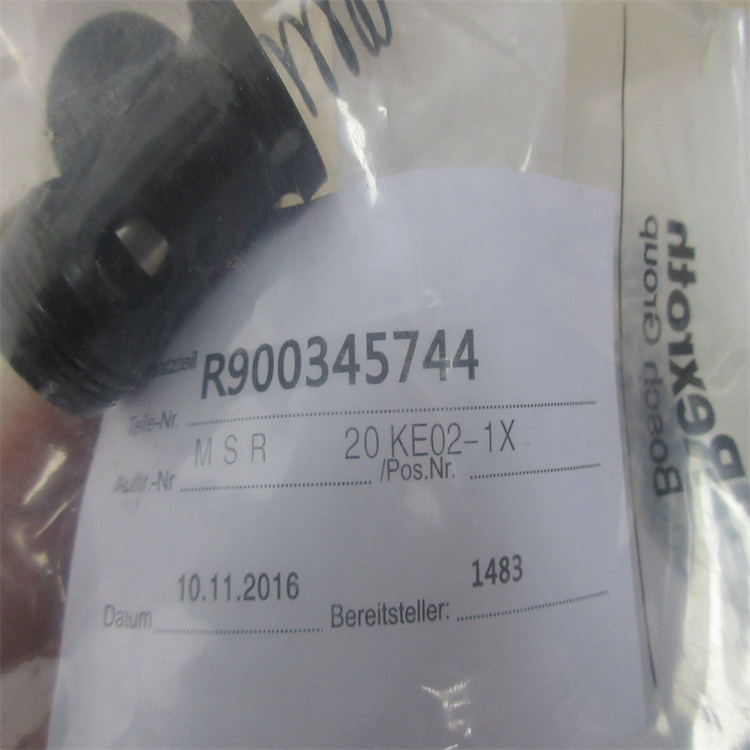 R900345744
Teile-Nr.
M S R 20 KE02-1X
Auftr.-Nr /Pos.Nr.
10.11.2016 1483
Datum Bereitsteller:
Rexroth
Bosch Group